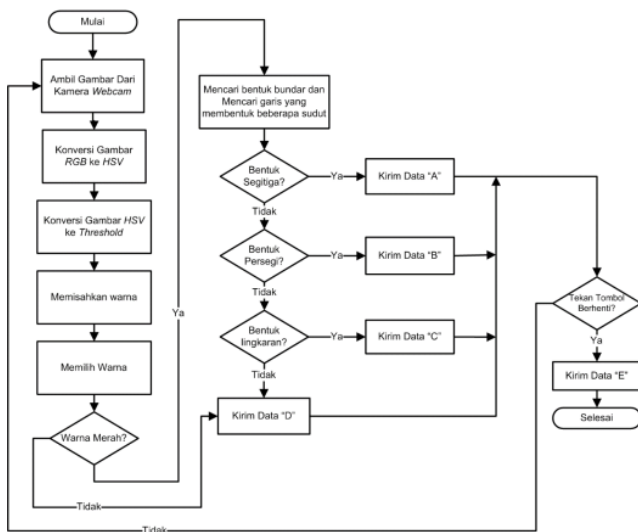 Mulai
Ambil Gambar Dari
Kamera Webcam
Konversi Gambar
RGB ke HSV
Konversi Gambar HSV
ke Threshold
Memisahkan warna
Memilih Warna
Warna Merah?
Ya
Tidak
Mencari bentuk bundar dan
Mencari garis yang
membentuk beberapa sudut
Bentuk
Segitiga?
Ya
Kirim Data “A”
Tidak
Bentuk
Persegi?
Ya
Kirim Data “B”
Tidak
Bentuk
lingkaran?
Ya
Kirim Data “C”
Tidak
Kirim Data “D”
Tekan Tombol
Berhenti?
Ya
Kirim Data “E”
Selesai
Tidak